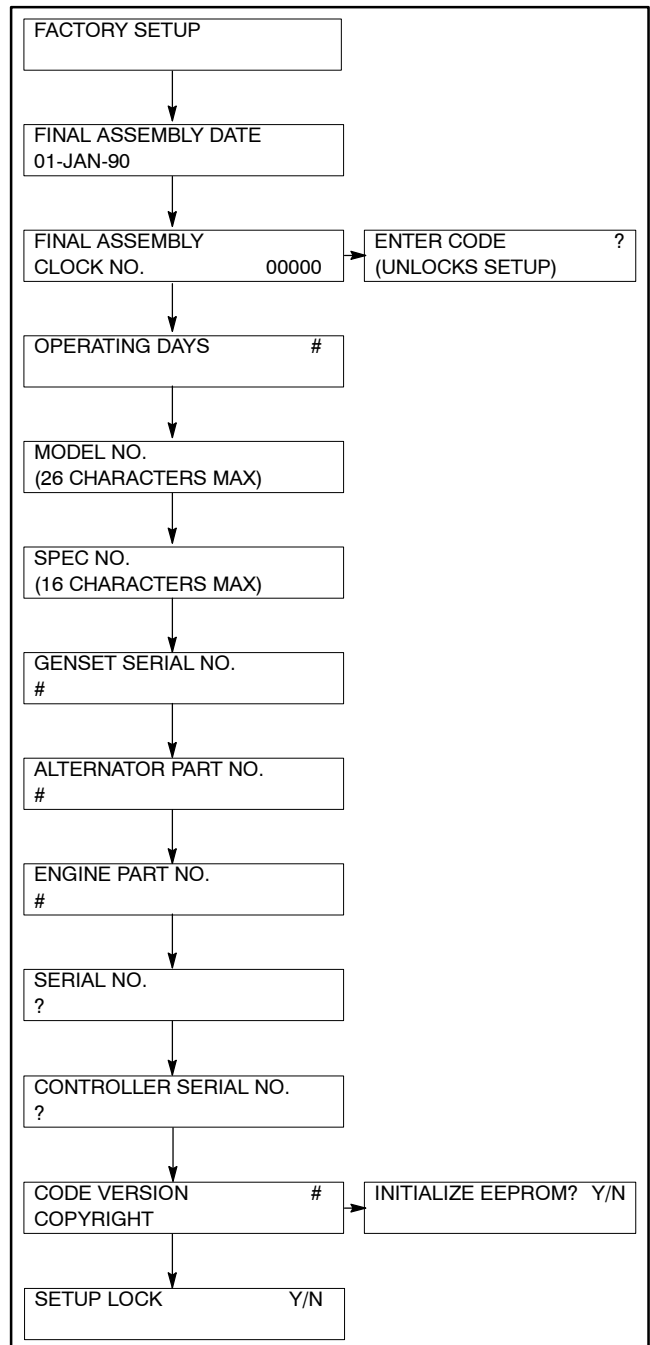 FACTORY SETUP
FINAL ASSEMBLY DATE
01-JAN-90
FINAL ASSEMBLY
CLOCK NO. 00000
ENTER CODE ?
(UNLOCKS SETUP)
OPERATING DAYS #
MODEL NO.
(26 CHARACTERS MAX)
SPEC NO.
(16 CHARACTERS MAX)
GENSET SERIAL NO.
#
ALTERNATOR PART NO.
#
ENGINE PART NO.
#
SERIAL NO.
?
CONTROLLER SERIAL NO.
?
CODE VERSION #
COPYRIGHT
INITIALIZE EEPROM? Y/N
SETUP LOCK Y/N